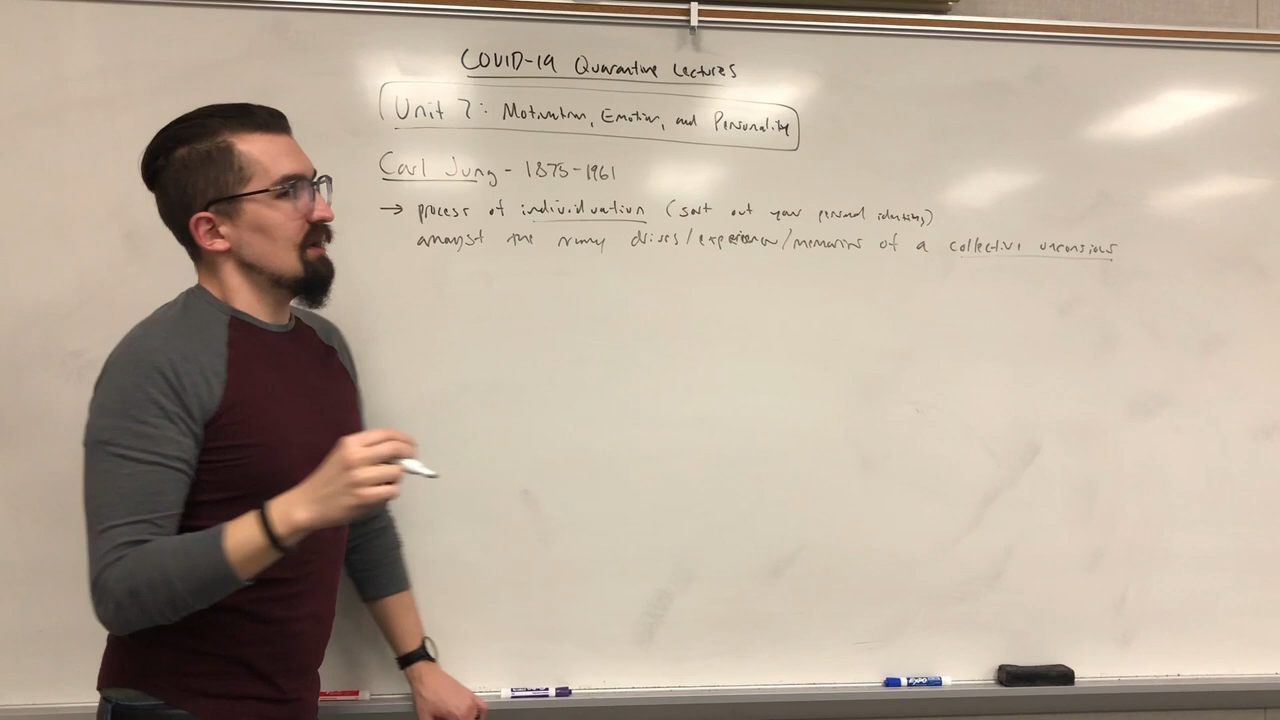 COVID-19 Quarantine Lectures
Unit 7: Motivation, Emotion, and Personality
Carl Jung - 1875-1961
→ process of individuation (sort out your personal identity)
amongst the many drives/experiences/memories of a collective unconsious